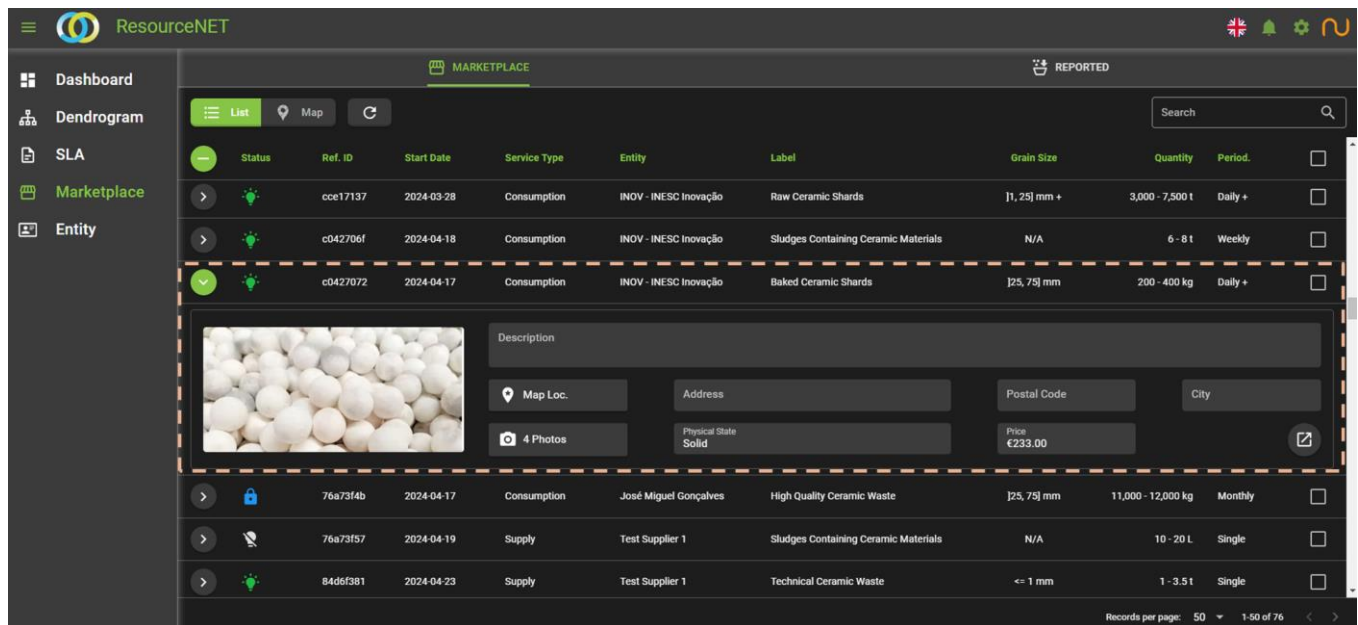 ResourceNET
Dashboard
Dendrogram
SLA
Marketplace
Entity
MARKETPLACE REPORTED
List Map Search
Status Ref. ID Start Date Service Type Entity Label Grain Size Quantity Period.
cce17137 2024-03-28 Consumption INOV - INESC Inovação Raw Ceramic Shards ]1, 25] mm + 3,000 - 7,500 t Daily +
c042706f 2024-04-18 Consumption INOV - INESC Inovação Sludges Containing Ceramic Materials N/A 6 - 8 t Weekly
c0427072 2024-04-17 Consumption INOV - INESC Inovação Baked Ceramic Shards ]25, 75] mm 200 - 400 kg Daily +
Description
Map Loc. Address Postal Code City
4 Photos Physical State Price
Solid €233.00
76a73f4b 2024-04-17 Consumption José Miguel Gonçalves High Quality Ceramic Waste ]25, 75] mm 11,000 - 12,000 kg Monthly
76a73f57 2024-04-19 Supply Test Supplier 1 Sludges Containing Ceramic Materials N/A 10 - 20 L Single
84d6f381 2024-04-23 Supply Test Supplier 1 Technical Ceramic Waste <= 1 mm 1 - 3.5 t Single
Records per page: 50 1-50 of 76